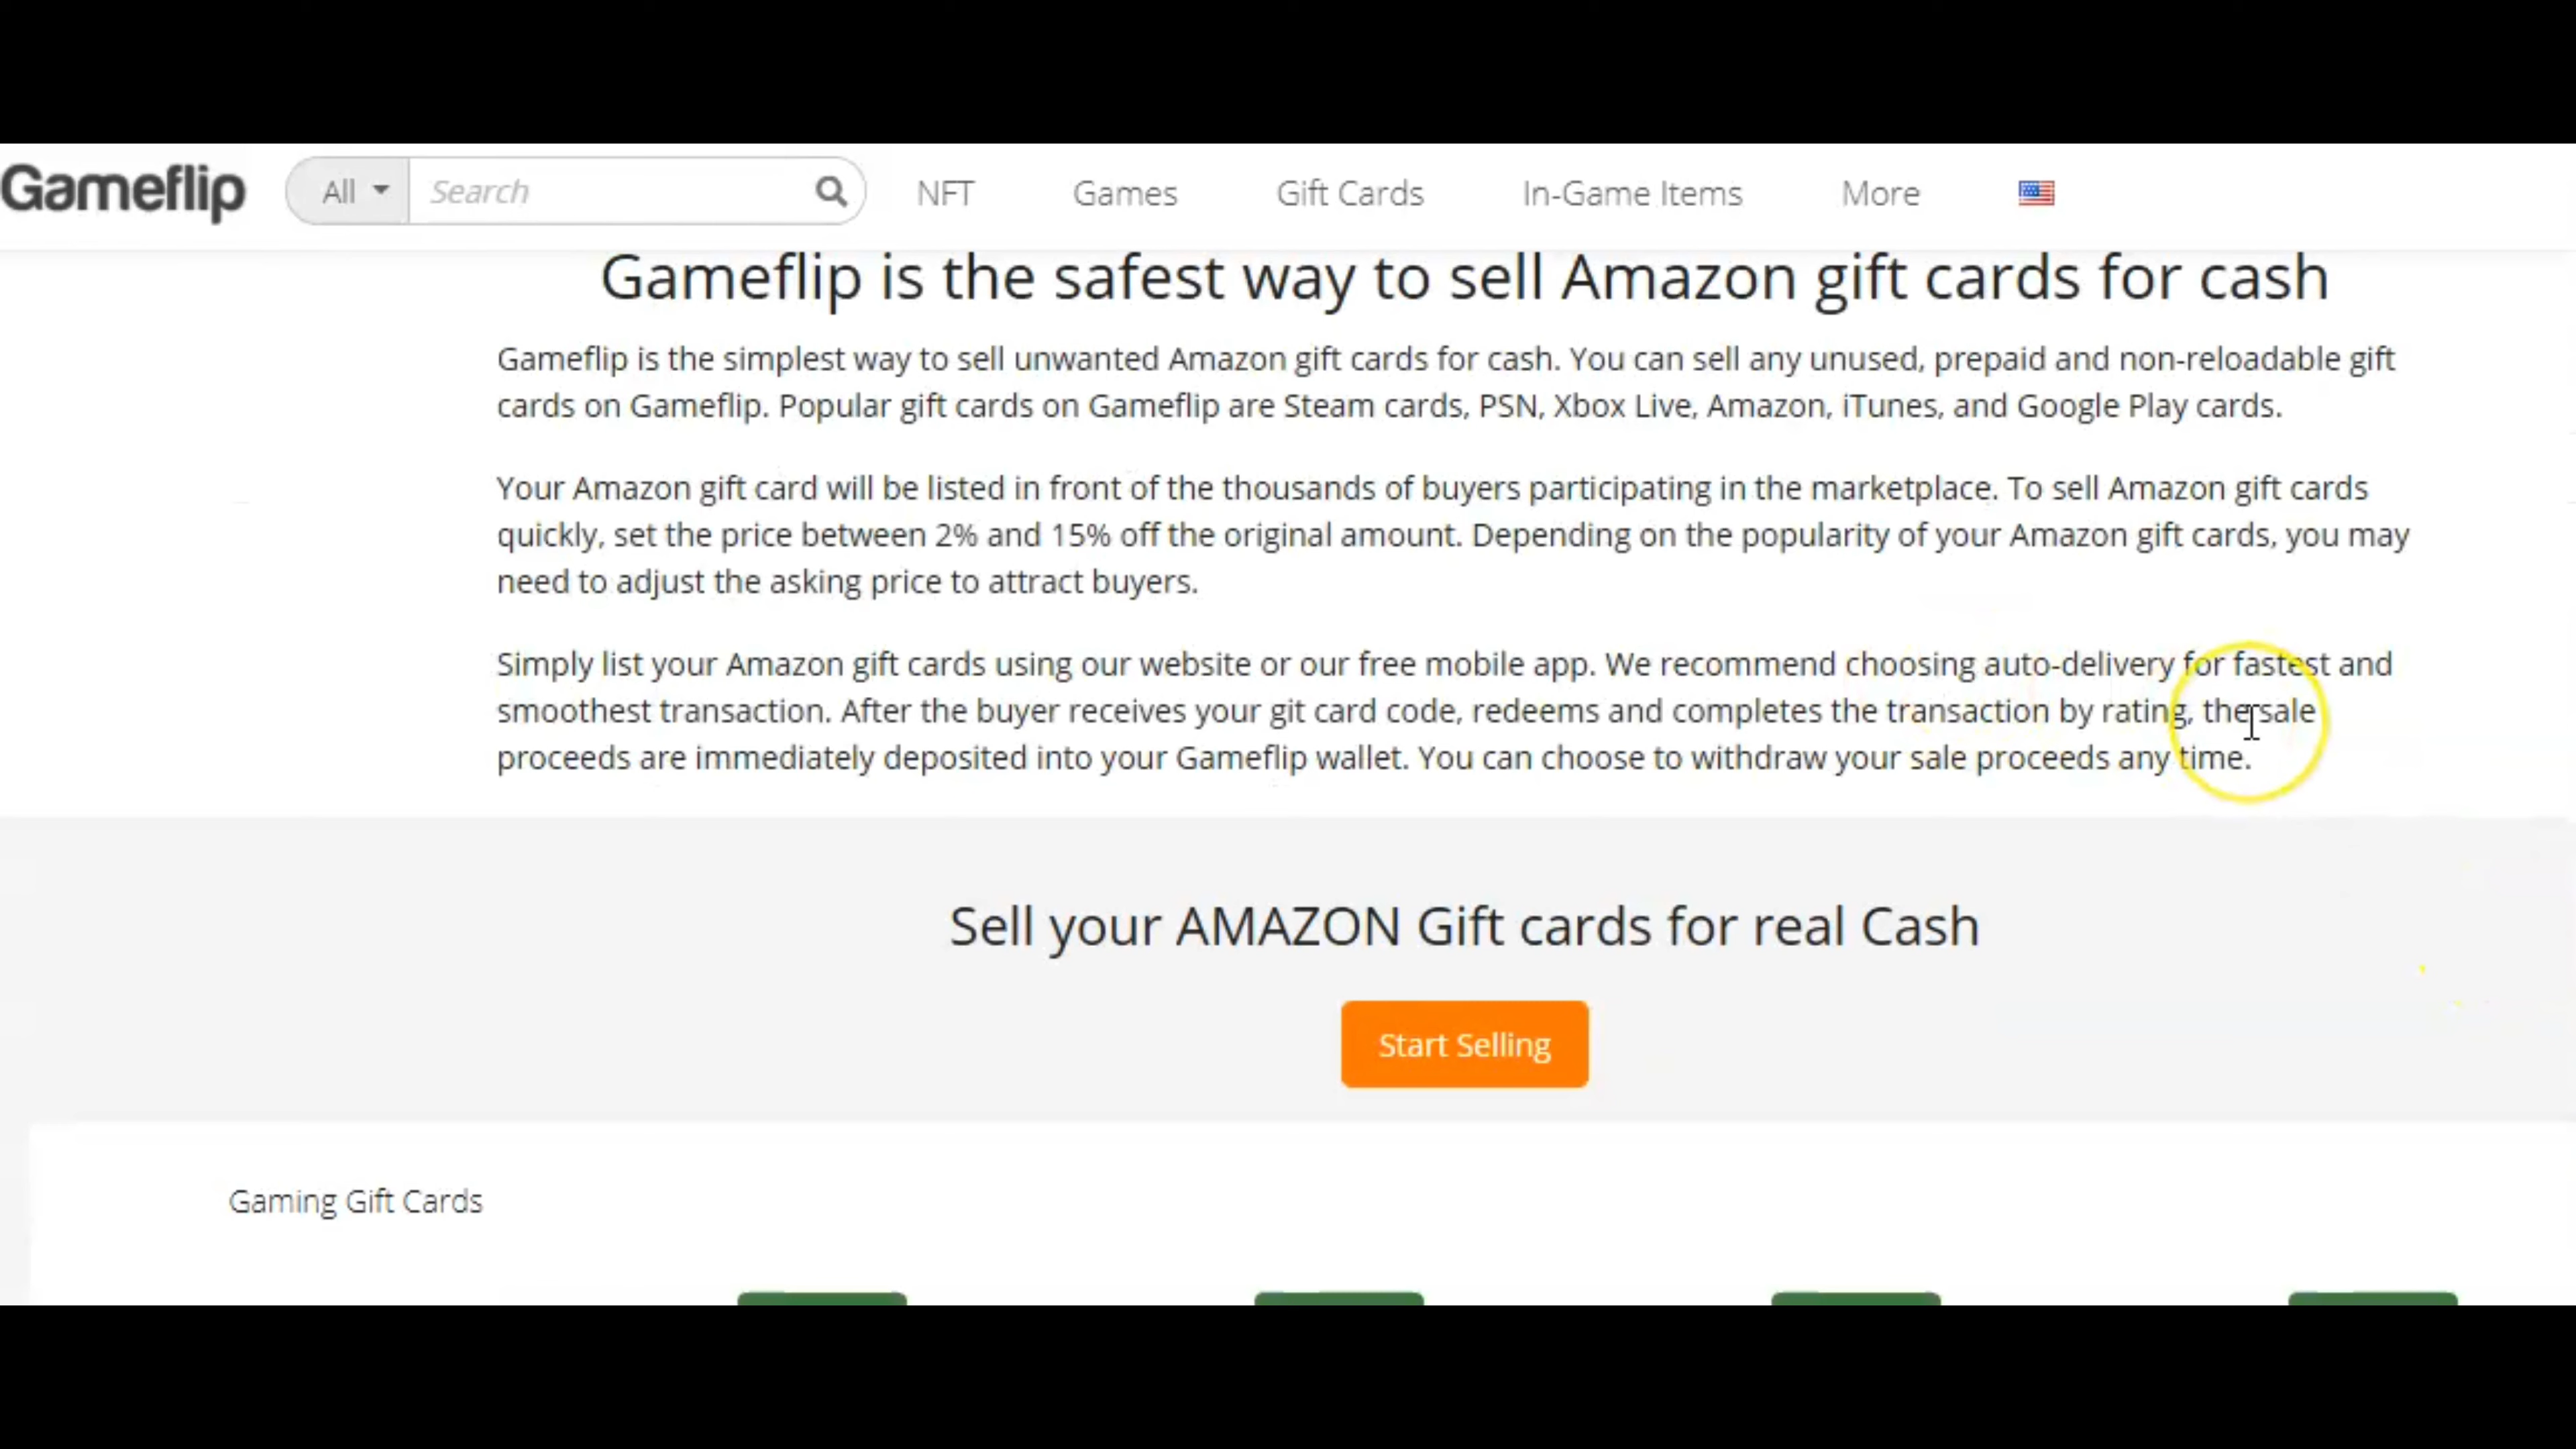 Gameflip
All
Search
NFT
Games
Gift Cards
In-Game Items
More
Gameflip is the safest way to sell Amazon gift cards for cash
Gameflip is the simplest way to sell unwanted Amazon gift cards for cash. You can sell any unused, prepaid and non-reloadable gift
cards on Gameflip. Popular gift cards on Gameflip are Steam cards, PSN, Xbox Live, Amazon, iTunes, and Google Play cards.
Your Amazon gift card will be listed in front of the thousands of buyers participating in the marketplace. To sell Amazon gift cards
quickly, set the price between 2% and 15% off the original amount. Depending on the popularity of your Amazon gift cards, you may
need to adjust the asking price to attract buyers.
Simply list your Amazon gift cards using our website or our free mobile app. We recommend choosing auto-delivery for fastest and
smoothest transaction. After the buyer receives your git card code, redeems and completes the transaction by rating, the sale
proceeds are immediately deposited into your Gameflip wallet. You can choose to withdraw your sale proceeds any time.
Sell your AMAZON Gift cards for real Cash
Start Selling
Gaming Gift Cards